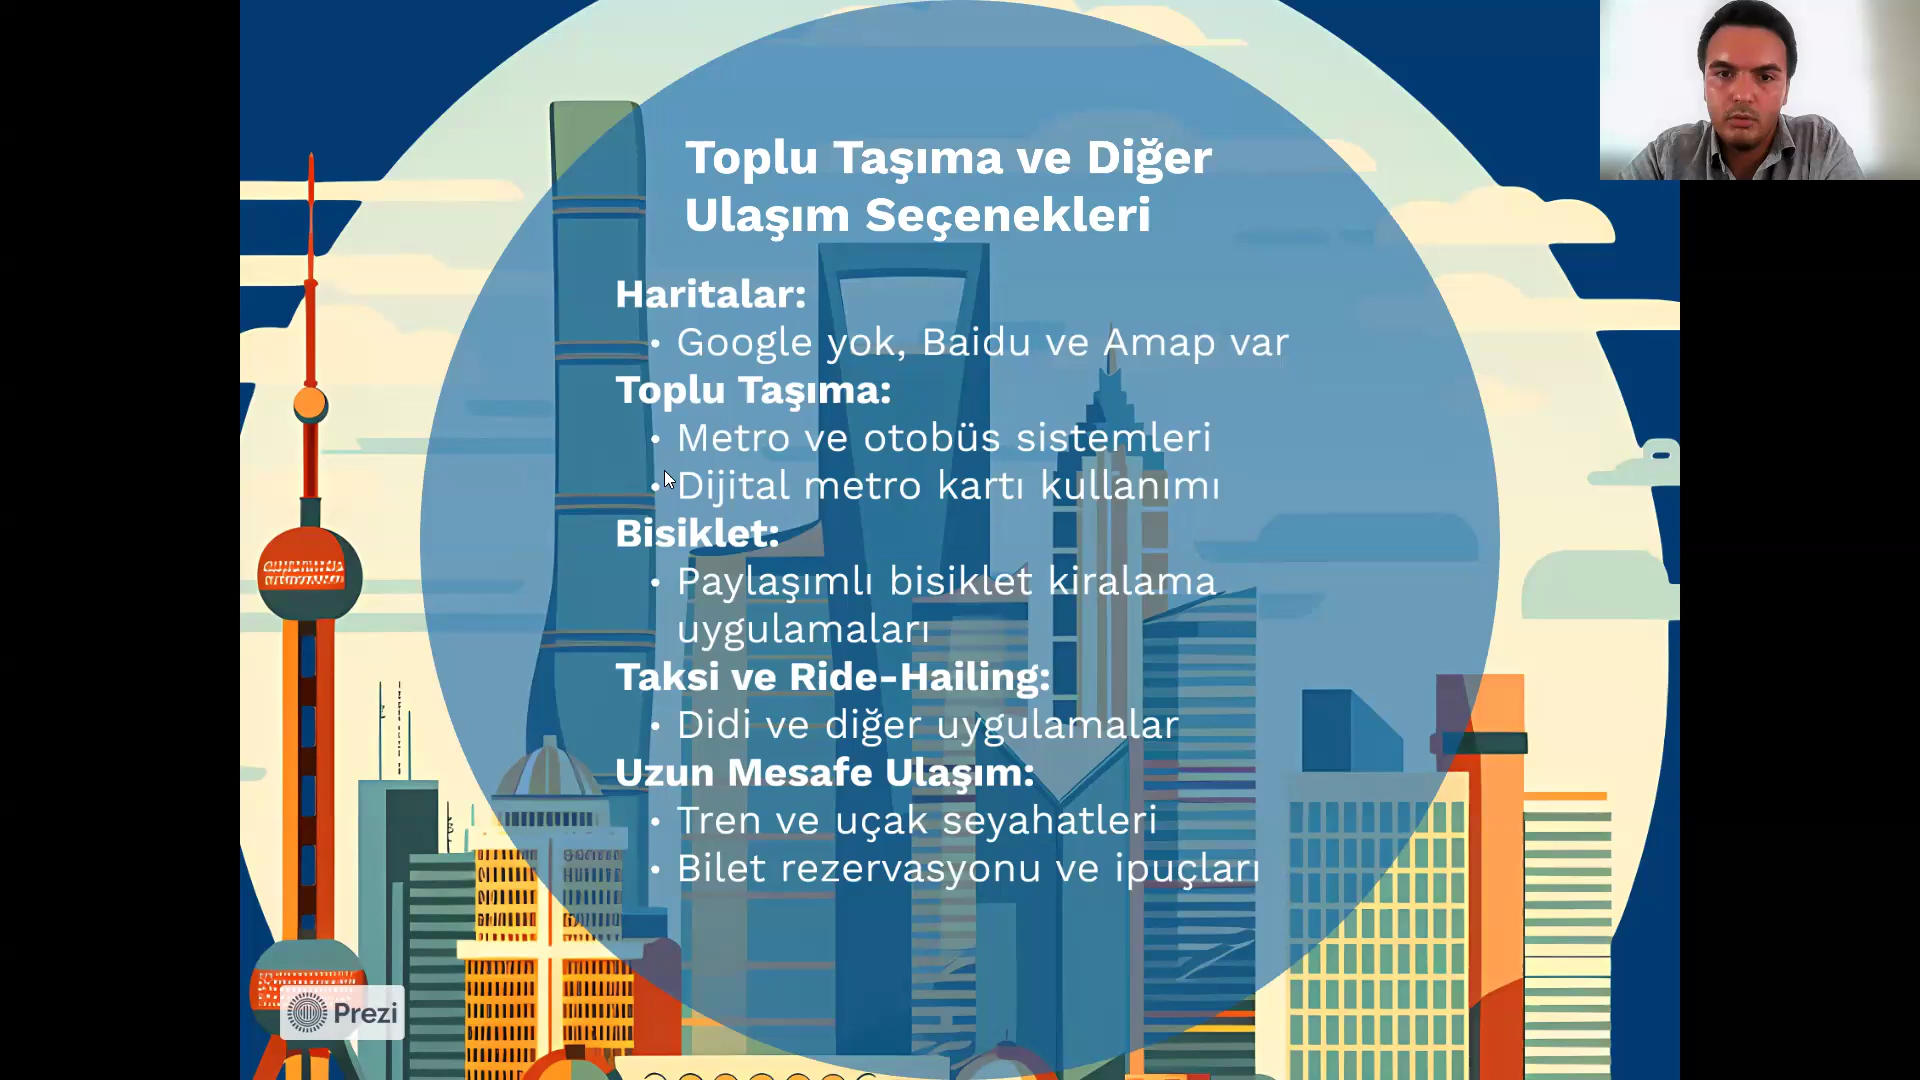 Toplu Taşıma ve Diğer
Ulaşım Seçenekleri
Haritalar:
• Google yok, Baidu ve Amap var
Toplu Taşıma:
• Metro ve otobüs sistemleri
• Dijital metro kartı kullanımı
Bisiklet:
• Paylaşımlı bisiklet kiralama
uygulamaları
Taksi ve Ride-Hailing:
• Didi ve diğer uygulamalar
Uzun Mesafe Ulaşım:
• Tren ve uçak seyahatleri
• Bilet rezervasyonu ve ipuçları
Prezi